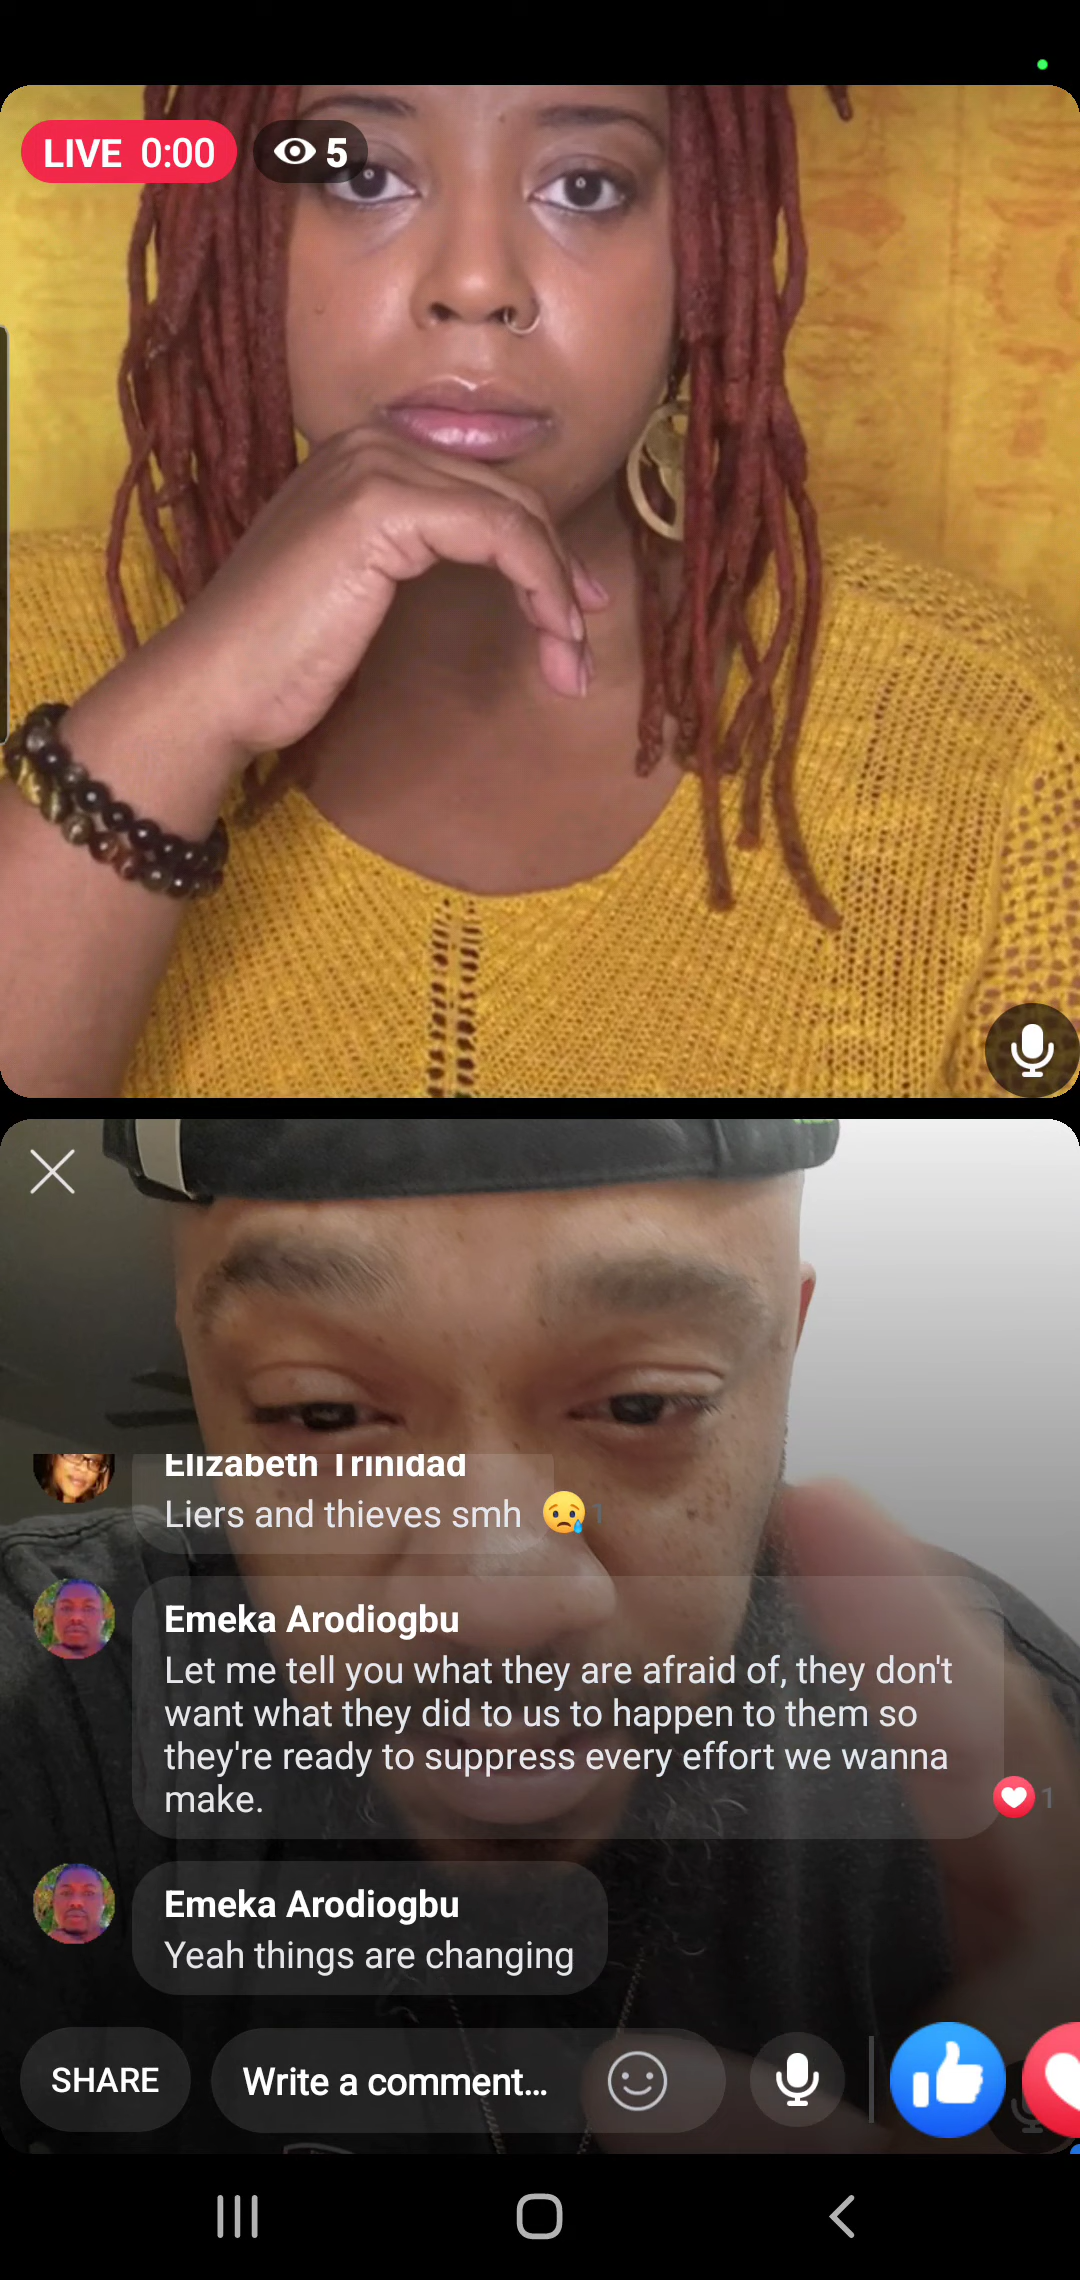 LIVE 0:00
5
Elizabeth Trinidad
Liers and thieves smh
1
Emeka Arodiogbu
Let me tell you what they are afraid of, they don't
want what they did to us to happen to them so
they're ready to suppress every effort we wanna
make.
1
Emeka Arodiogbu
Yeah things are changing
SHARE
Write a comment...